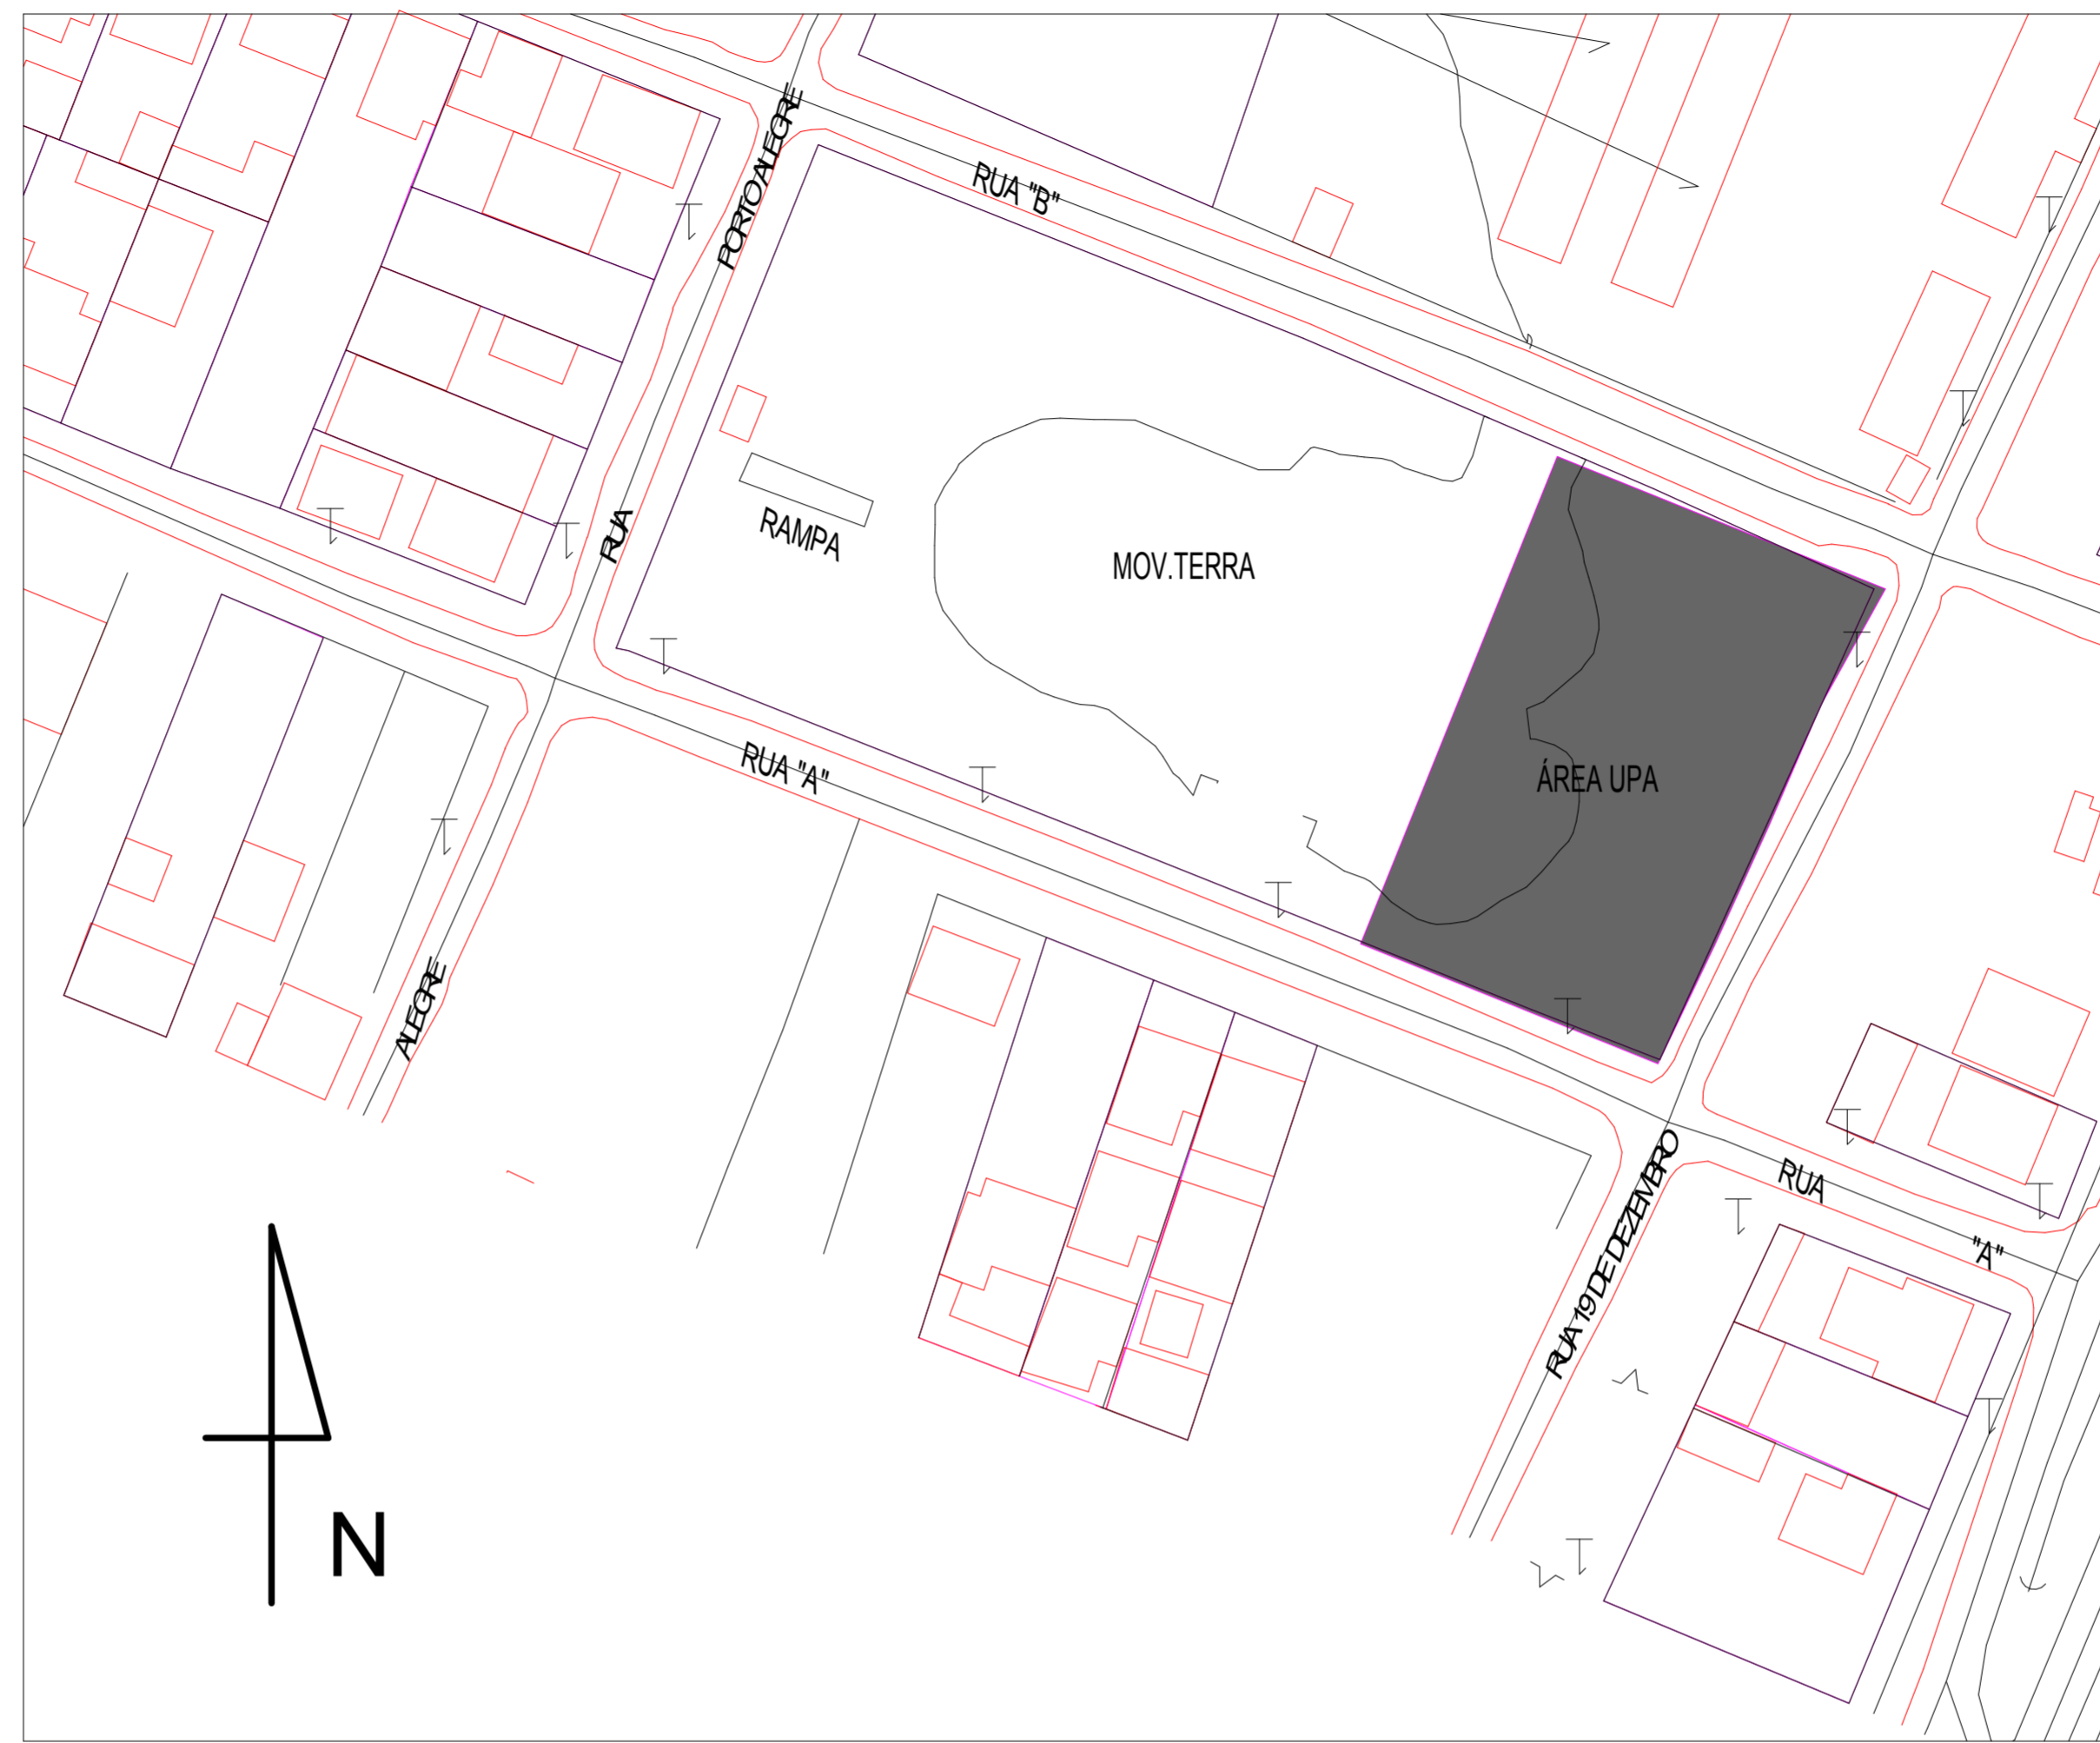 PORTO ALEGRE
RUA "B"
RUA
RAMPA
MOV.TERRA
RUA "A"
ÁREA UPA
ALEGRE
RUA 19 DE DEZEMBRO
RUA
"A"
N